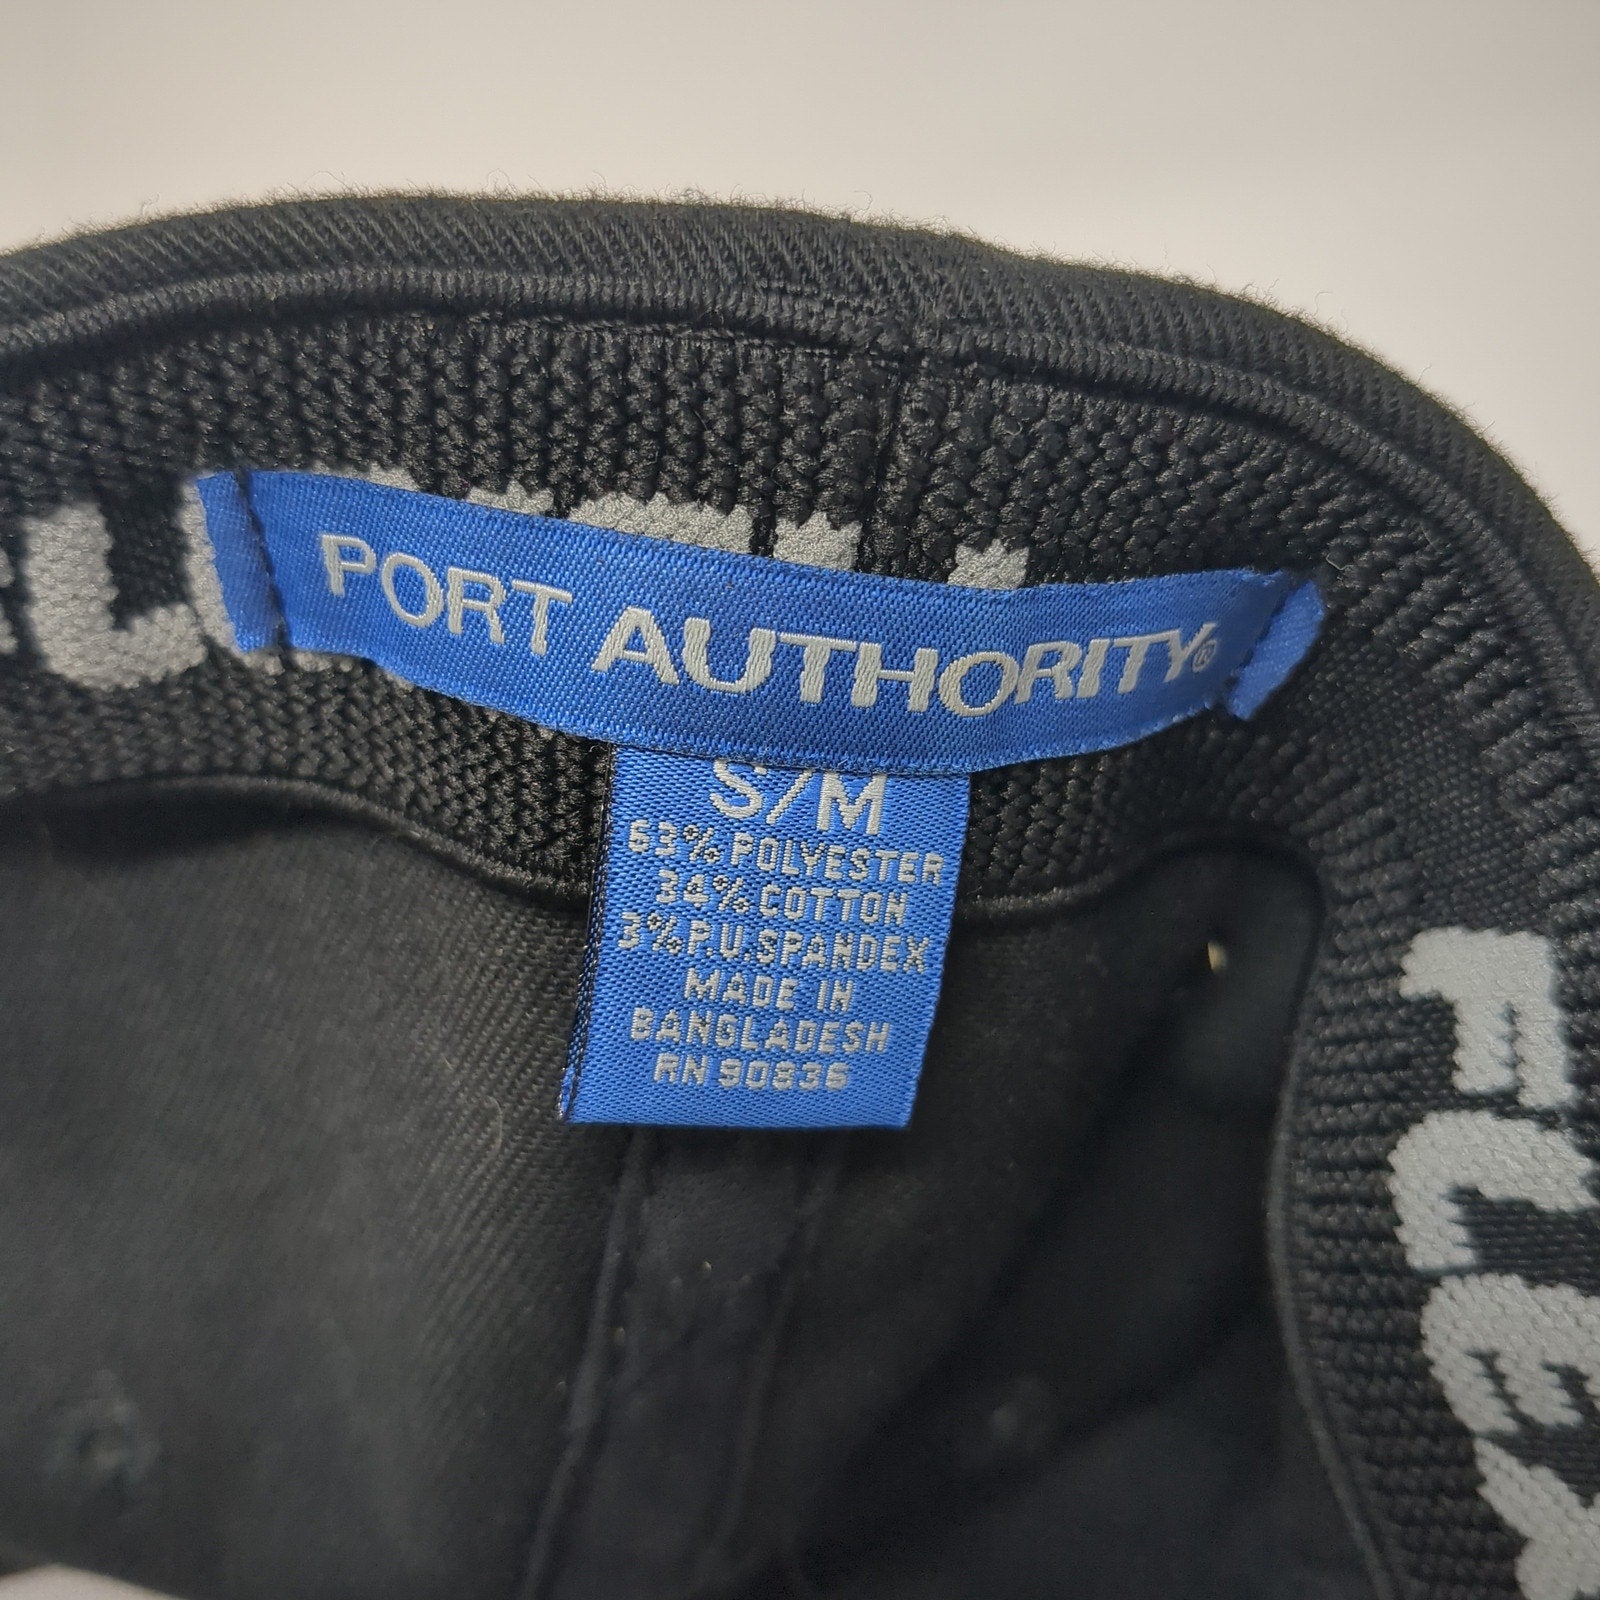 PORT AUTHORITY®
S/M
63% POLYESTER
34% COTTON
3% P.U.SPANDEX
MADE IN
BANGLADESH
RN 90836